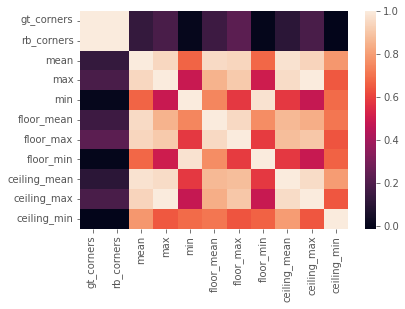 gt_corners
rb_corners
mean
max
min
floor_mean
floor_max
floor_min
ceiling_mean
ceiling_max
ceiling_min
gt_corners
rb_corners
mean
max
min
floor_mean
floor_max
floor_min
ceiling_mean
ceiling_max
ceiling_min
1.0
0.8
0.6
0.4
0.2
0.0